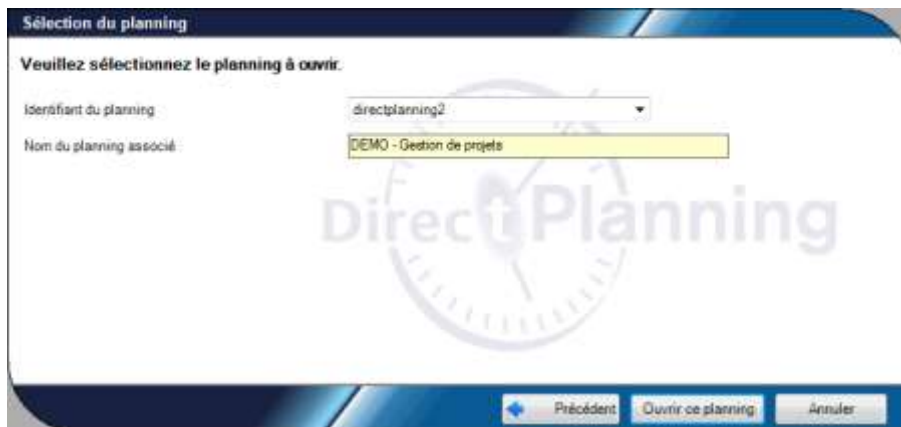 Sélection du planning
Veuillez sélectionnez le planning à ouvrir.
Identifiant du planning
directplanning2
Nom du planning associé
DEMO - Gestion de projets
Direct Planning
Précédent
Ouvrir ce planning
Annuler